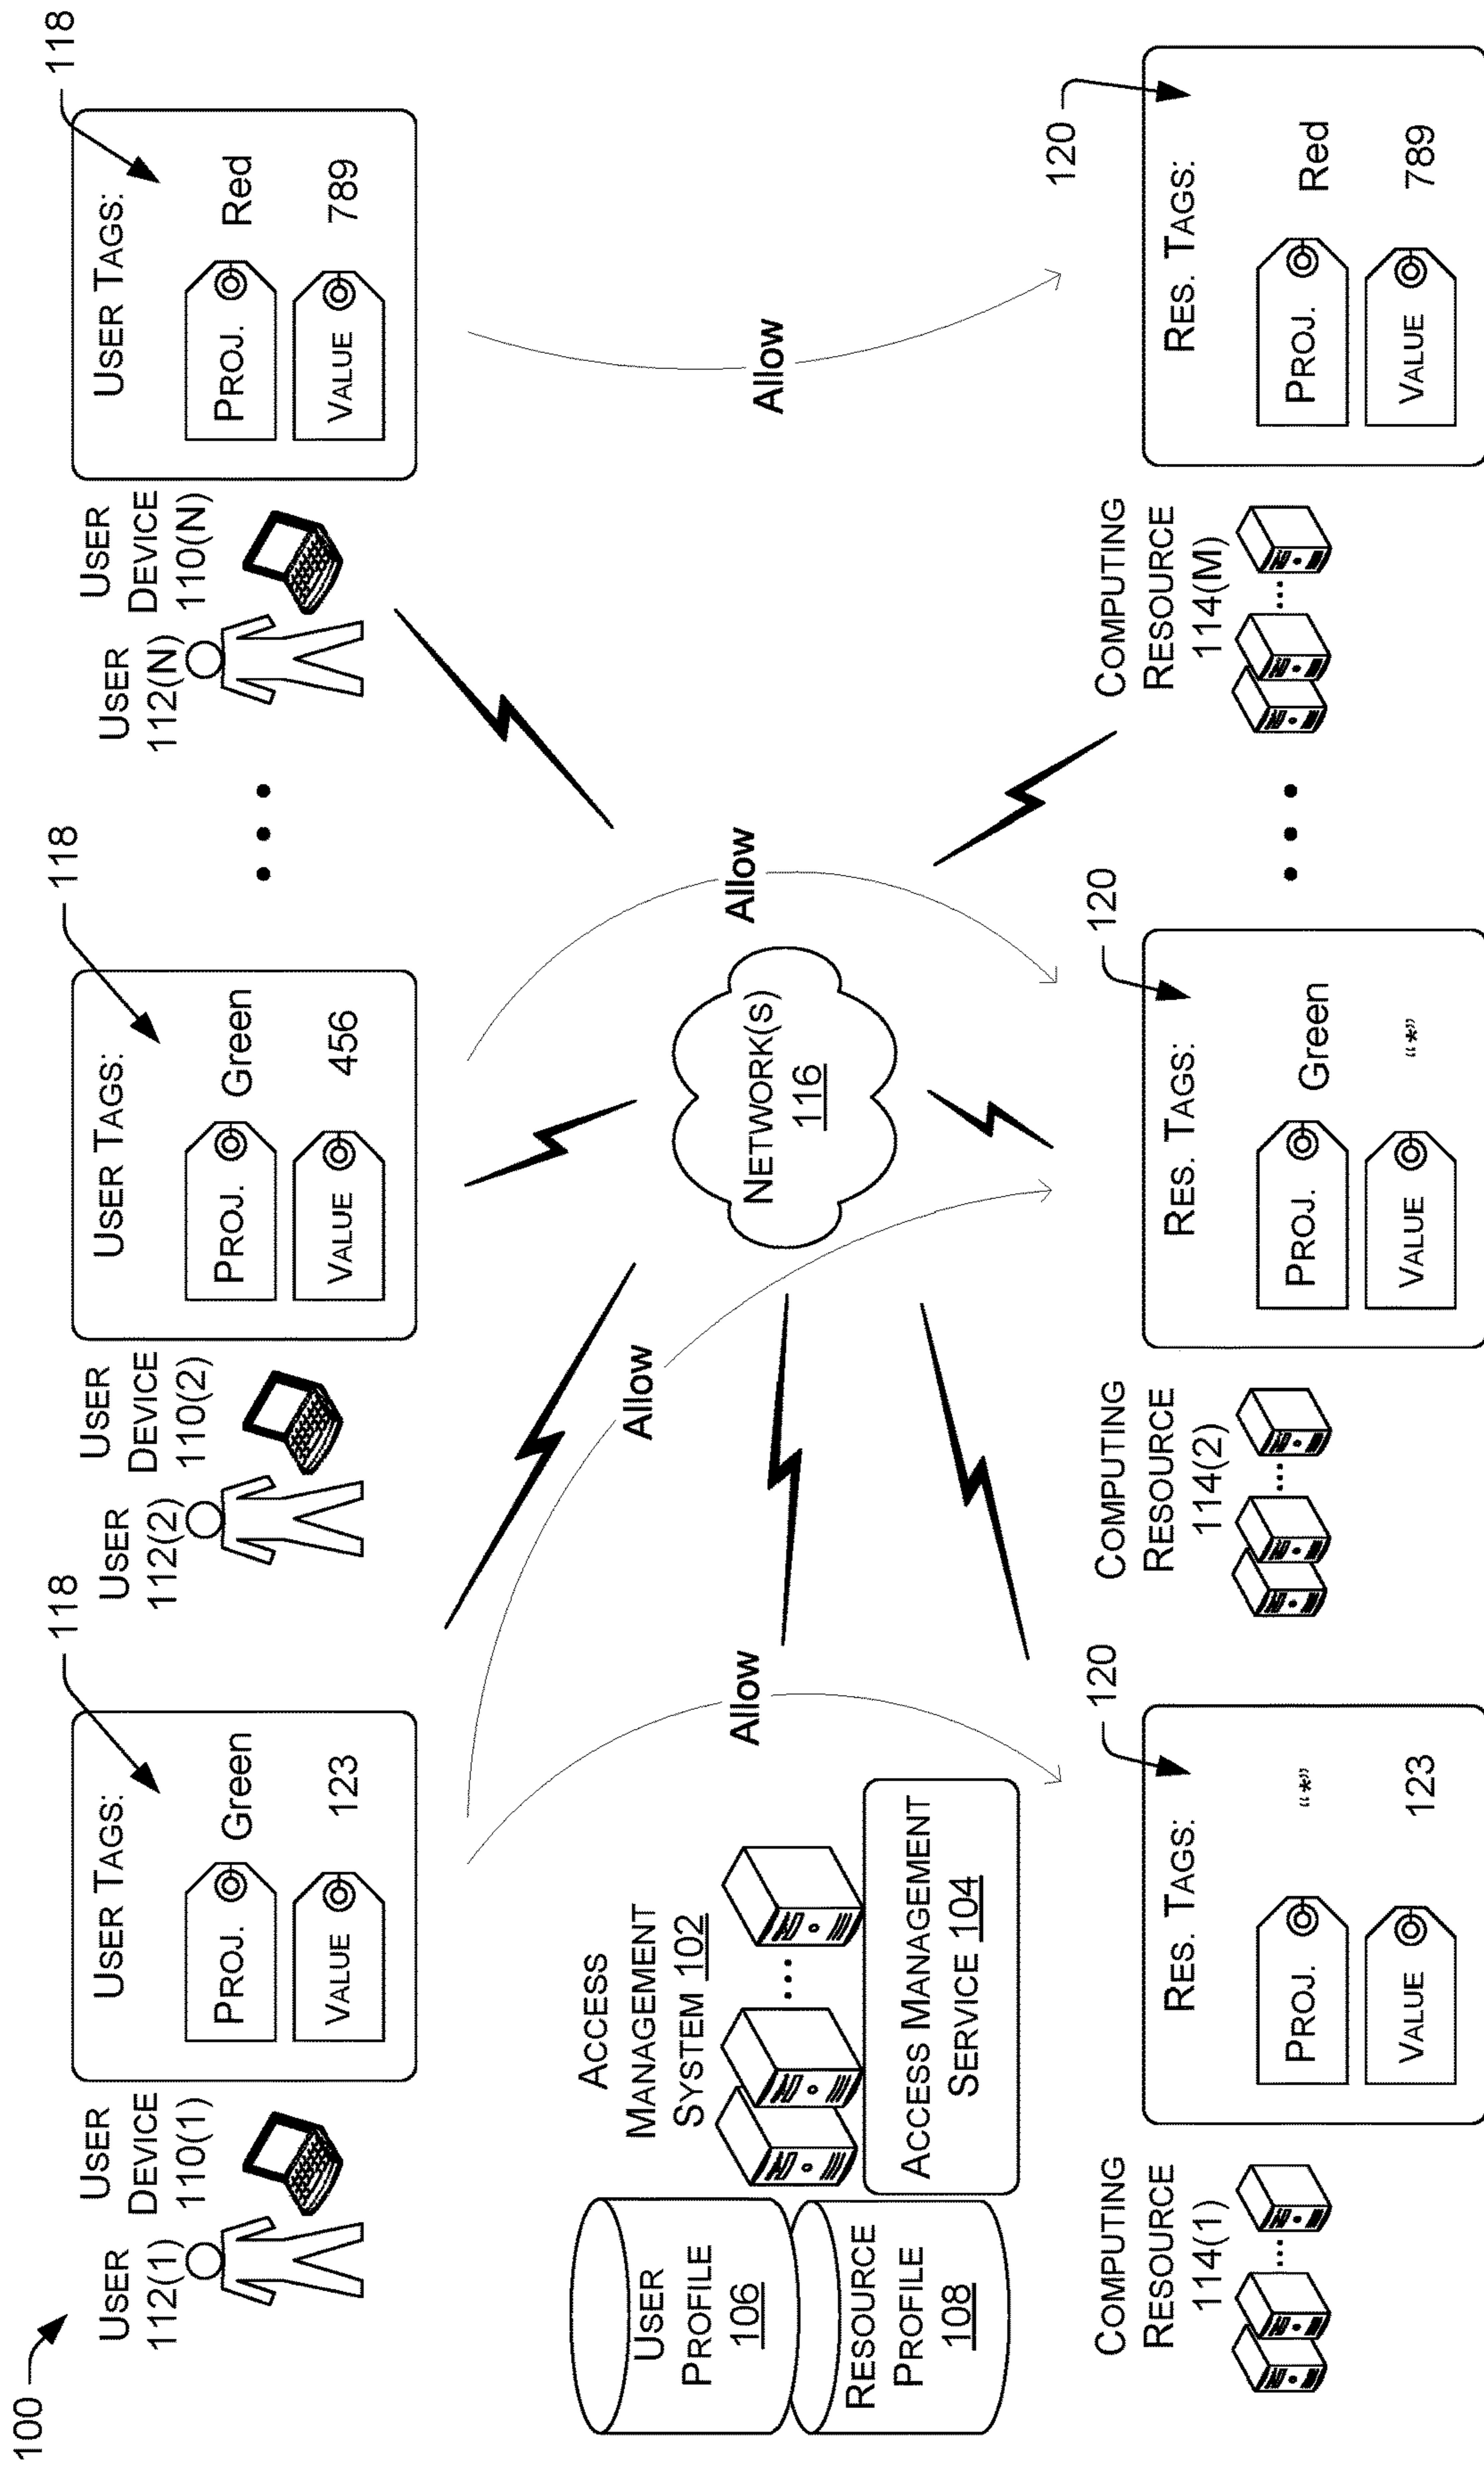 100
USER
112(1)
USER
DEVICE
110(1)
USER TAGS:
PROJ.
Green
VALUE
123
118
USER
112(2)
USER
DEVICE
110(2)
USER TAGS:
PROJ.
Green
VALUE
456
118
USER
112(N)
USER
DEVICE
110(N)
USER TAGS:
PROJ.
Red
VALUE
789
118
USER
PROFILE
106
RESOURCE
PROFILE
108
ACCESS
MANAGEMENT
SYSTEM 102
ACCESS MANAGEMENT
SERVICE 104
Allow
Allow
NETWORK(S)
116
Allow
Allow
COMPUTING
RESOURCE
114(1)
RES. TAGS:
PROJ.
“*”
VALUE
123
120
COMPUTING
RESOURCE
114(2)
RES. TAGS:
PROJ.
Green
VALUE
“*”
120
COMPUTING
RESOURCE
114(M)
RES. TAGS:
PROJ.
Red
VALUE
789
120